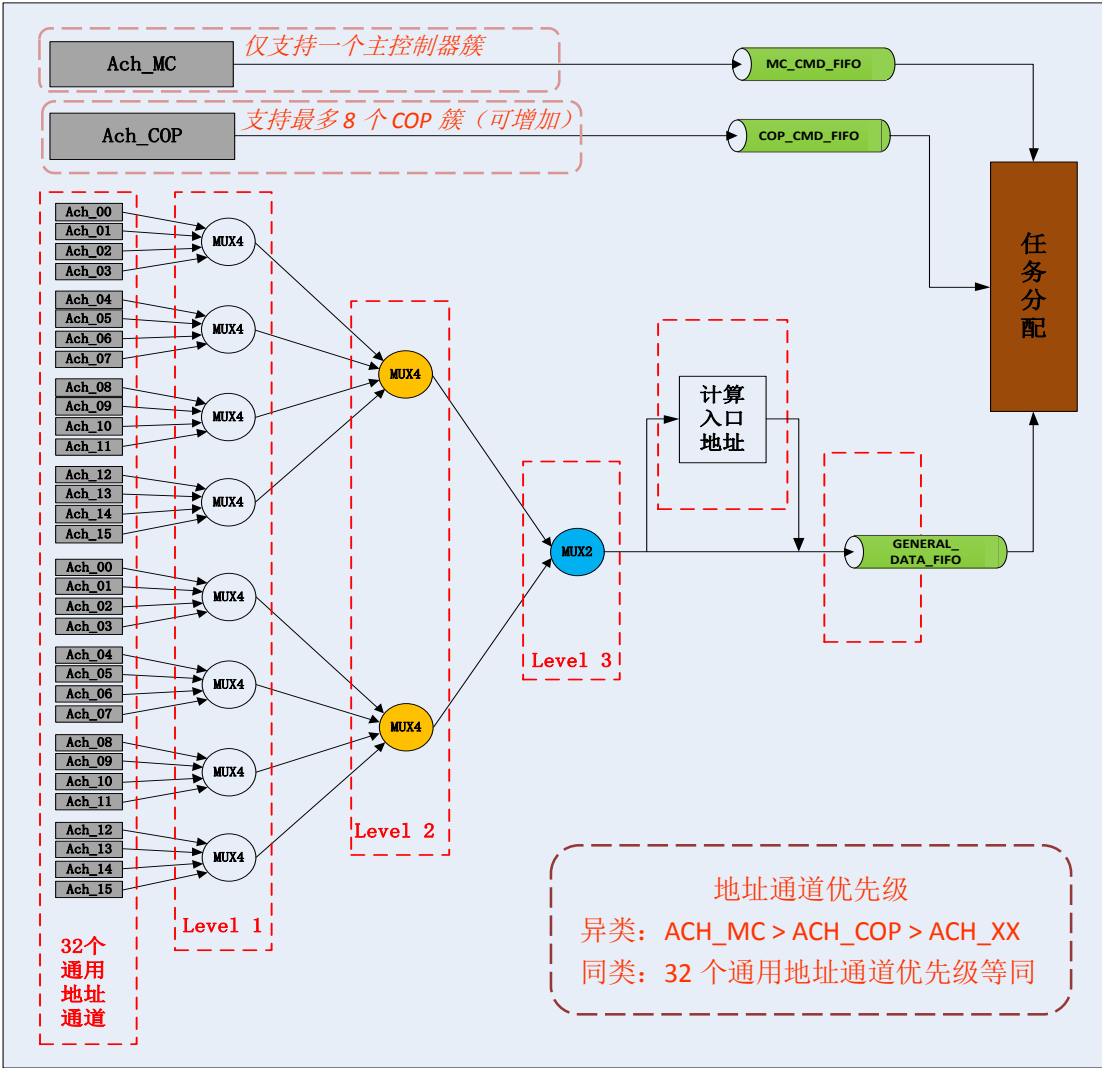 Ach_MC
仅支持一个主控制器簇
MC_CMD_FIFO
Ach_COP
支持最多 8 个 COP 簇（可增加）
COP_CMD_FIFO
任务分配
Ach_00
Ach_01
Ach_02
Ach_03
MUX4
Ach_04
Ach_05
Ach_06
Ach_07
MUX4
Ach_08
Ach_09
Ach_10
Ach_11
MUX4
Ach_12
Ach_13
Ach_14
Ach_15
MUX4
Ach_00
Ach_01
Ach_02
Ach_03
MUX4
Ach_04
Ach_05
Ach_06
Ach_07
MUX4
Ach_08
Ach_09
Ach_10
Ach_11
MUX4
Ach_12
Ach_13
Ach_14
Ach_15
MUX4
32个
通用
地址
通道
Level 1
MUX4
MUX4
Level 2
MUX2
Level 3
计算
入口
地址
GENERAL_
DATA_FIFO
地址通道优先级
异类：ACH_MC > ACH_COP > ACH_XX
同类：32 个通用地址通道优先级等同